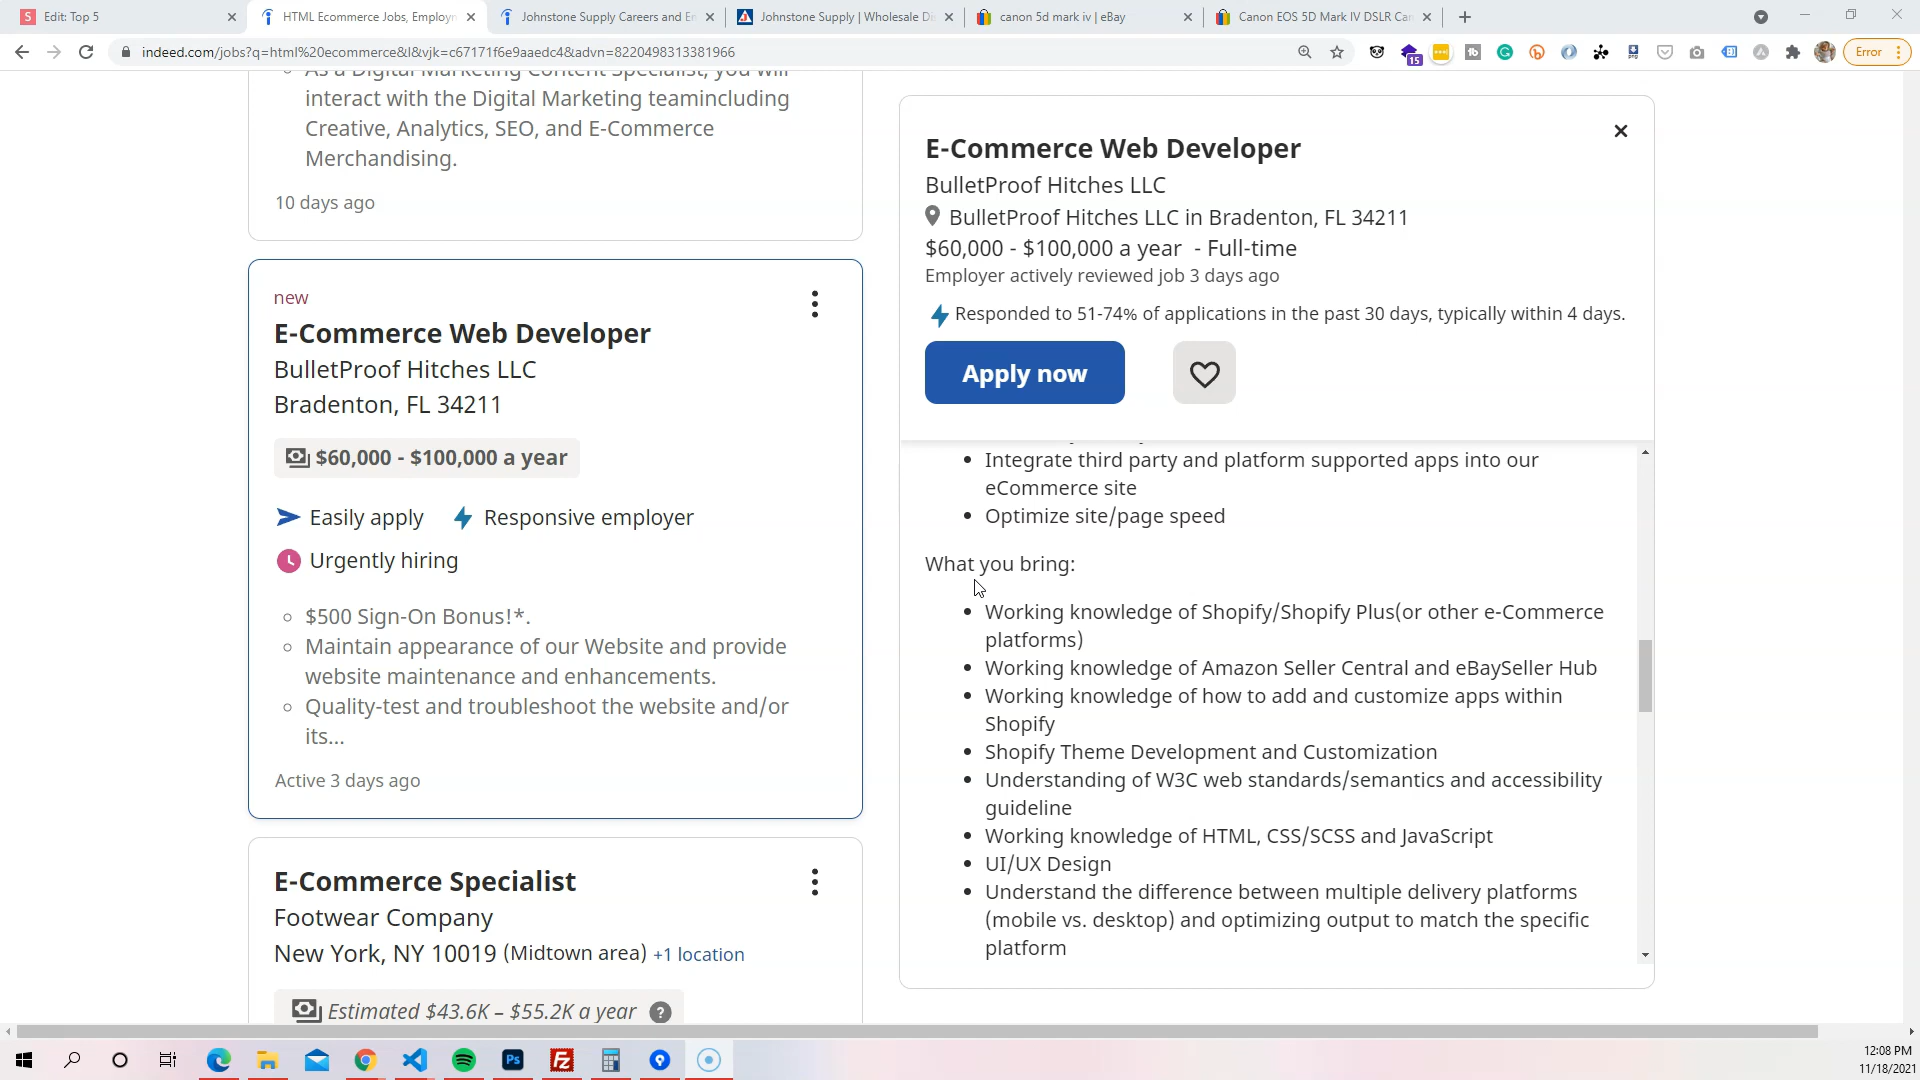 Edit: Top 5
HTML Ecommerce Jobs, Employm
Johnstone Supply Careers and En
Johnstone Supply | Wholesale Di
canon 5d mark iv | eBay
Canon EOS 5D Mark IV DSLR Can
indeed.com/jobs?q=html%20ecommerce&l&vjk=c67171f6e9aaedc4&advn=8220498313381966
15
Error
As a Digital Marketing Content Specialist, you will
interact with the Digital Marketing teamincluding
Creative, Analytics, SEO, and E-Commerce
Merchandising.
10 days ago
new
E-Commerce Web Developer
BulletProof Hitches LLC
Bradenton, FL 34211
$60,000 - $100,000 a year
Easily apply
Responsive employer
Urgently hiring
$500 Sign-On Bonus!*.
Maintain appearance of our Website and provide
website maintenance and enhancements.
Quality-test and troubleshoot the website and/or
its...
Active 3 days ago
E-Commerce Specialist
Footwear Company
New York, NY 10019 (Midtown area) +1 location
Estimated $43.6K – $55.2K a year ?
E-Commerce Web Developer
BulletProof Hitches LLC
BulletProof Hitches LLC in Bradenton, FL 34211
$60,000 - $100,000 a year - Full-time
Employer actively reviewed job 3 days ago
Responded to 51-74% of applications in the past 30 days, typically within 4 days.
Apply now
Integrate third party and platform supported apps into our
eCommerce site
Optimize site/page speed
What you bring:
Working knowledge of Shopify/Shopify Plus(or other e-Commerce
platforms)
Working knowledge of Amazon Seller Central and eBaySeller Hub
Working knowledge of how to add and customize apps within
Shopify
Shopify Theme Development and Customization
Understanding of W3C web standards/semantics and accessibility
guideline
Working knowledge of HTML, CSS/SCSS and JavaScript
UI/UX Design
Understand the difference between multiple delivery platforms
(mobile vs. desktop) and optimizing output to match the specific
platform
12:08 PM
11/18/2021